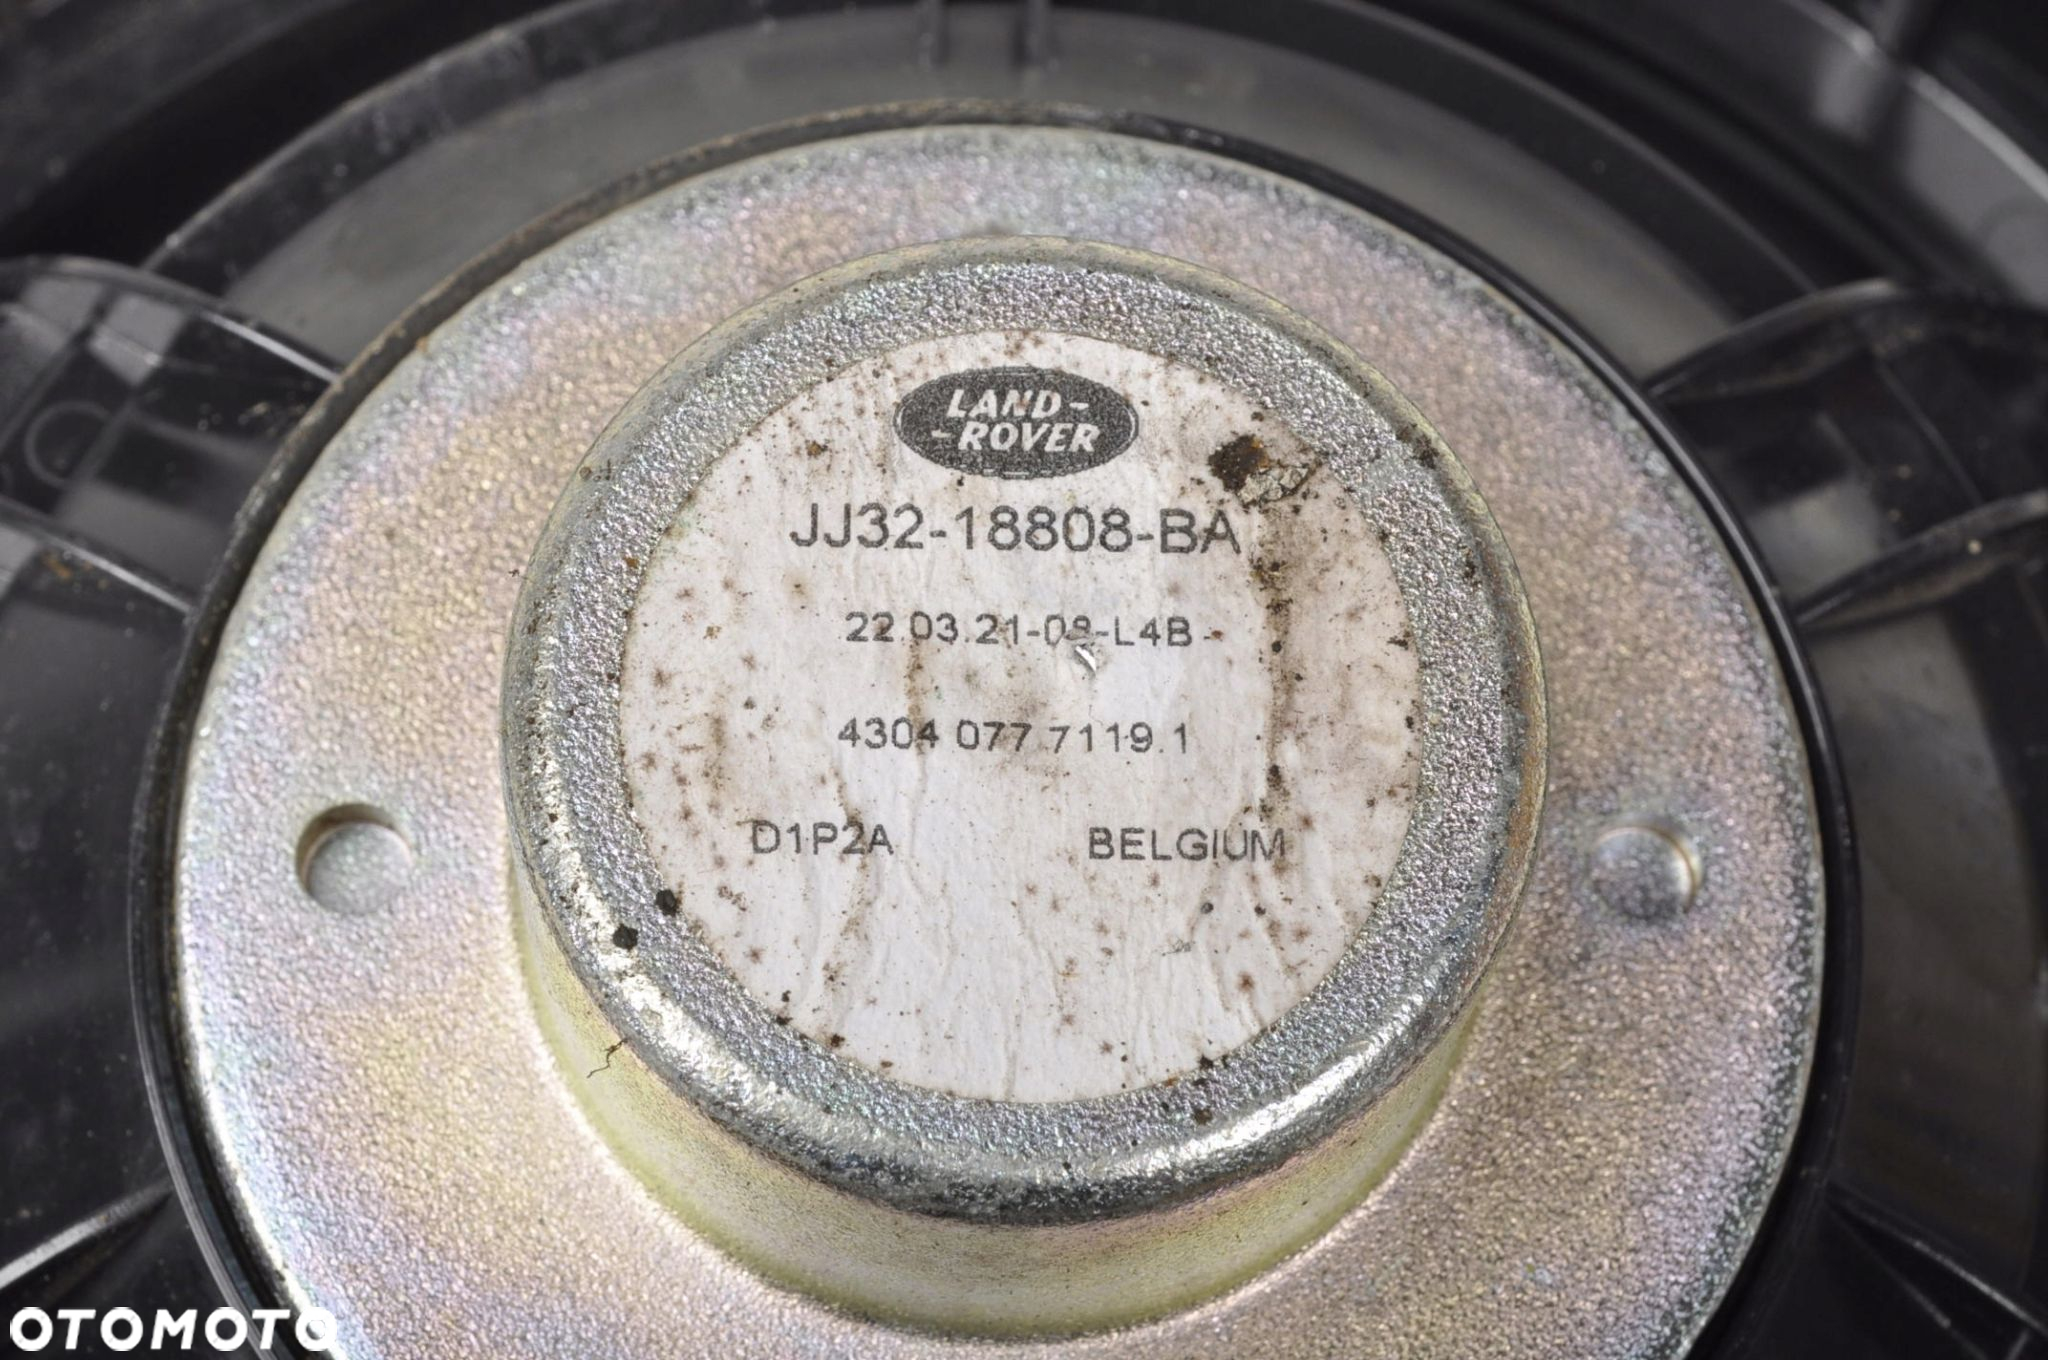 LAND-
-ROVER
JJ32-18808-BA
22.03.21-08-L4B
4304 077 7119.1
D1P2A BELGIUM
OTOMOTO